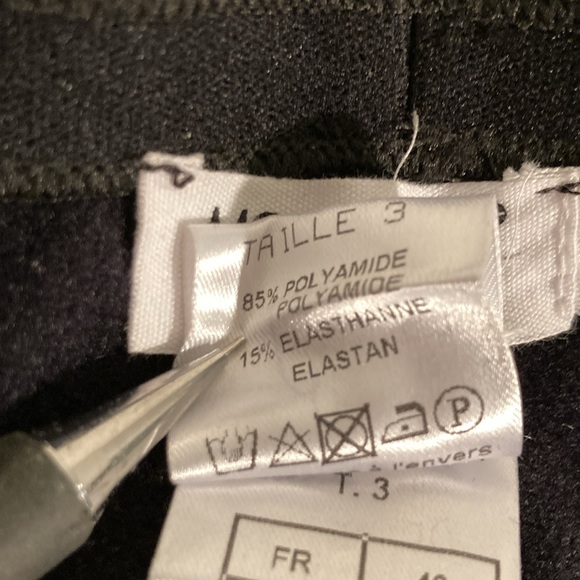 TAILLE 3
85% POLYAMIDE
POLYAMIDE
15% ELASTHANNE
ELASTAN
P
à l'envers
T. 3
FR